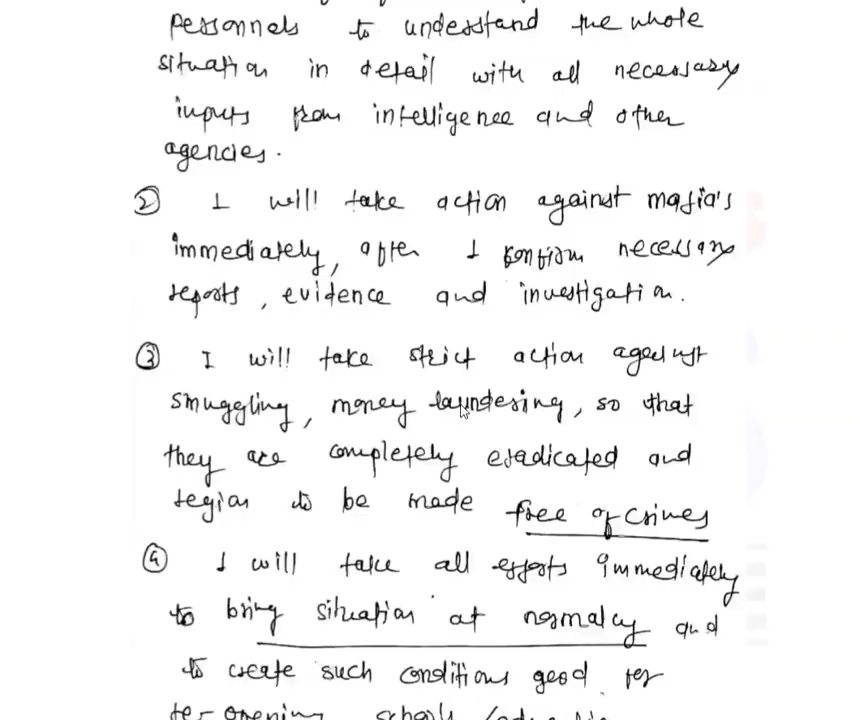 personnels to understand the whole
situation in detail with all necessary
inputs from intelligence and other
agencies.
② I will take action against mafia's
immediately, after I confirm necessary
reports, evidence and investigation.
③ I will take strict action against
smuggling, money laundering, so that
they are completely eradicated and
region to be made free of crimes
④ I will take all efforts immediately
to bring situation at normalcy and
to create such conditions good for
re-opening schools